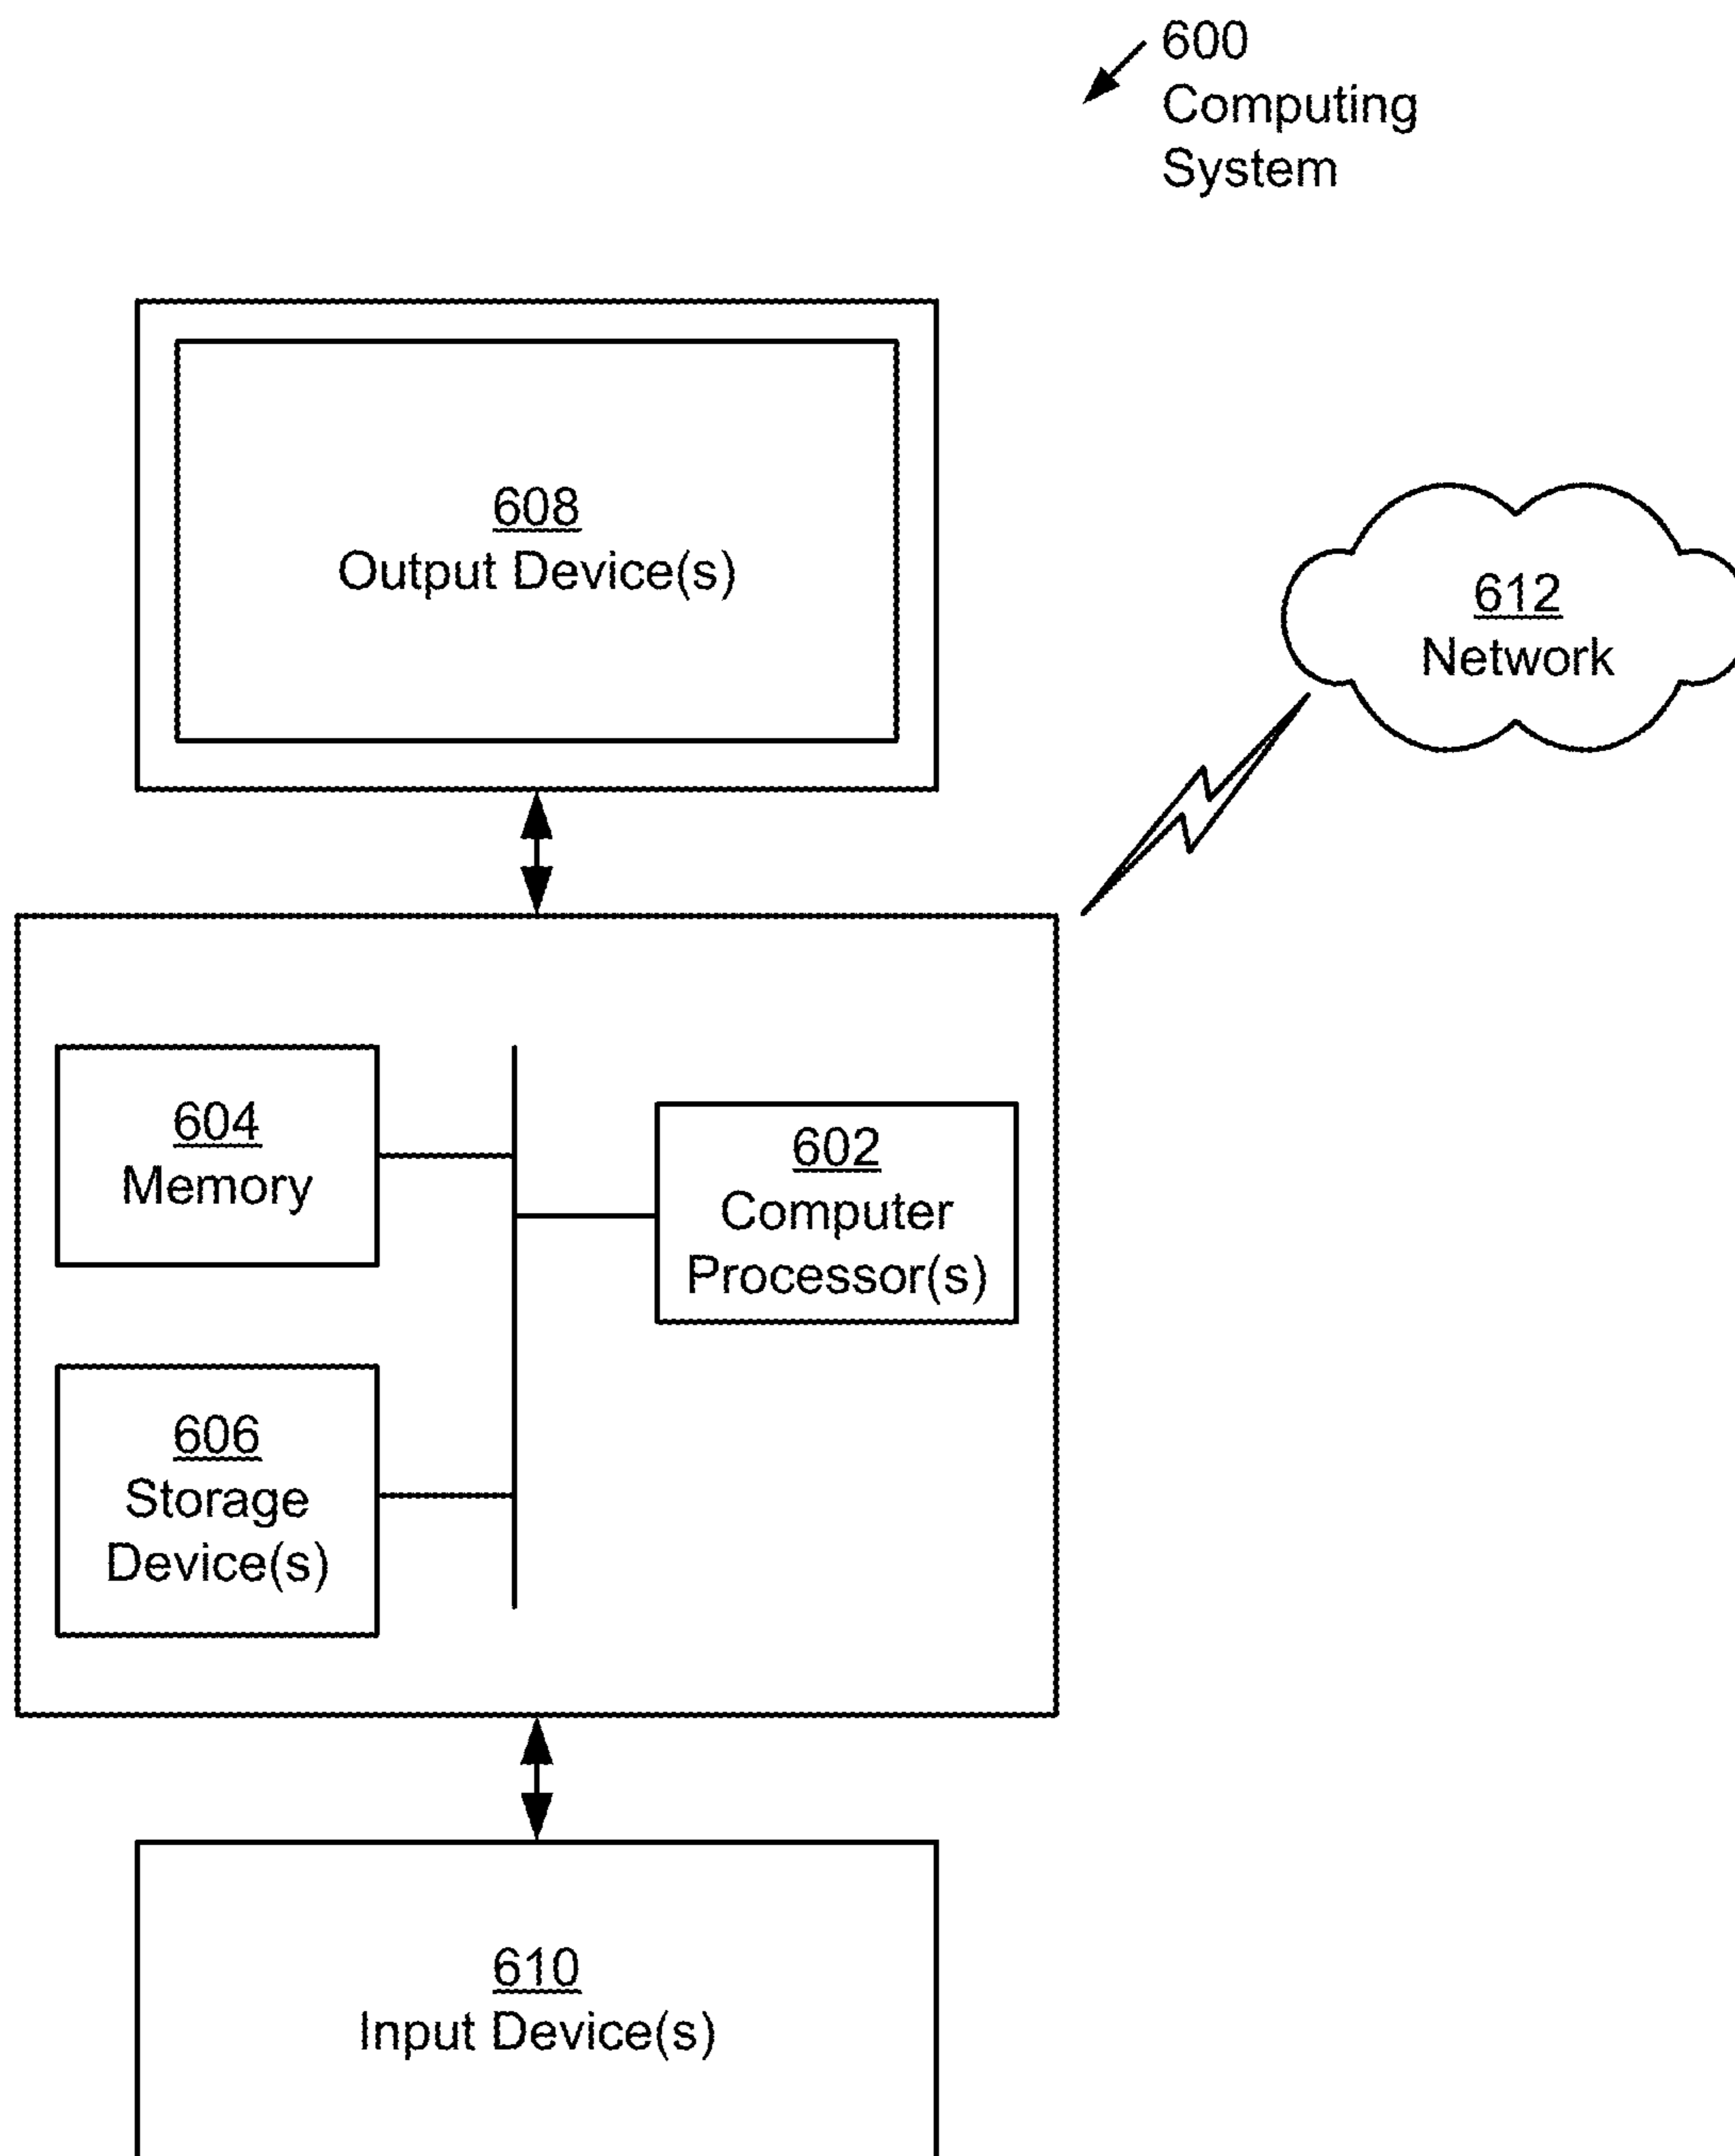 600
Computing
System
608
Output Device(s)
612
Network
604
Memory
602
Computer
Processor(s)
606
Storage
Device(s)
610
Input Device(s)